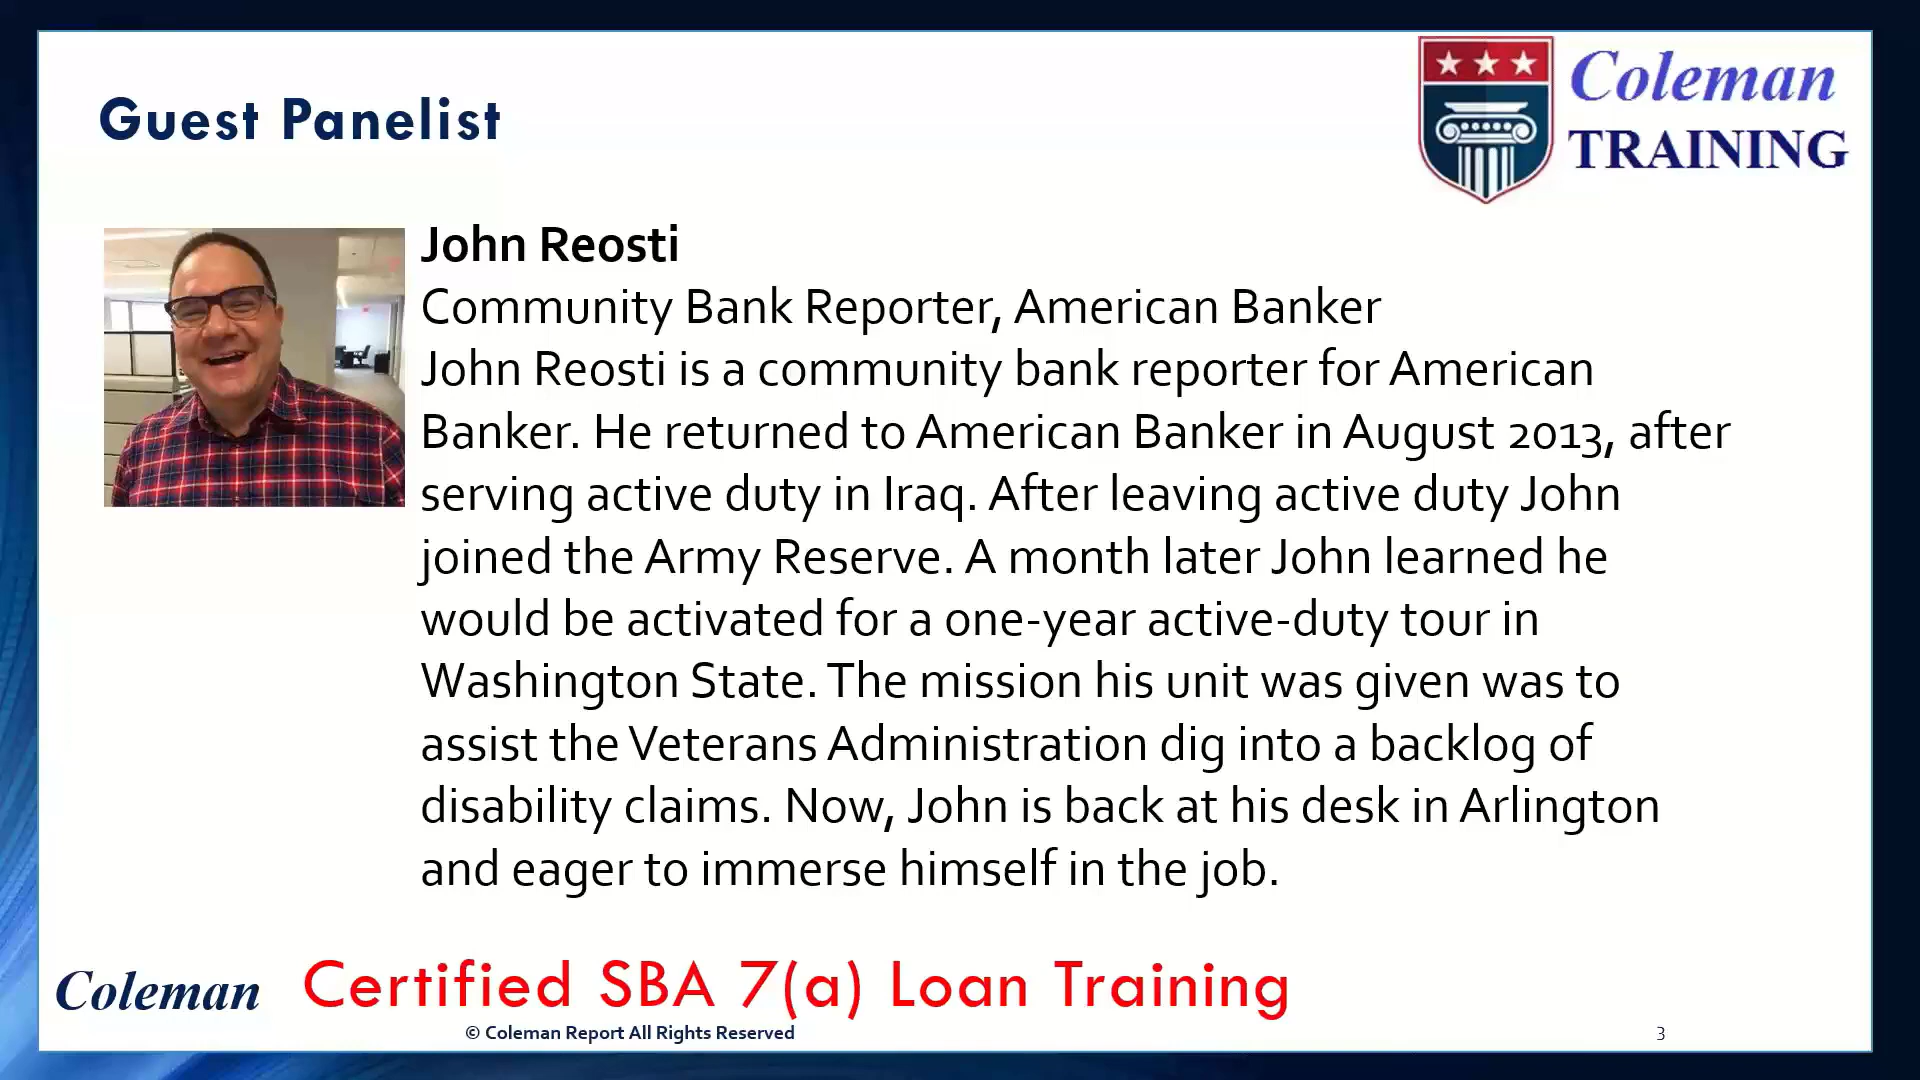 Guest Panelist
Coleman
TRAINING
John Reosti
Community Bank Reporter, American Banker
John Reosti is a community bank reporter for American
Banker. He returned to American Banker in August 2013, after
serving active duty in Iraq. After leaving active duty John
joined the Army Reserve. A month later John learned he
would be activated for a one-year active-duty tour in
Washington State. The mission his unit was given was to
assist the Veterans Administration dig into a backlog of
disability claims. Now, John is back at his desk in Arlington
and eager to immerse himself in the job.
Coleman Certified SBA 7(a) Loan Training
© Coleman Report All Rights Reserved
3